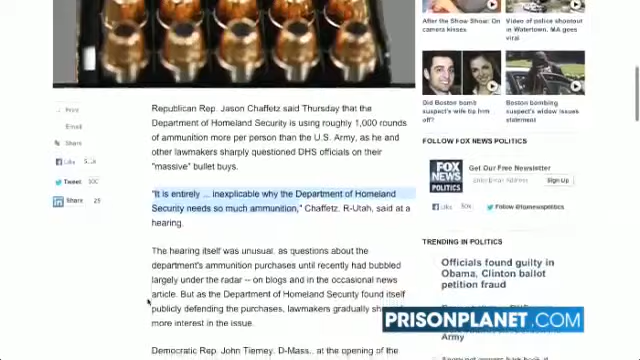 After the Show Show: On
camera kisses
Video of police shootout
in Watertown, MA goes
viral
Did Boston bomb
suspect's wife tip him
off?
Boston bombing
suspect's widow issues
statement
Print
Email
Share
Like
Tweet
Share
Republican Rep. Jason Chaffetz said Thursday that the
Department of Homeland Security is using roughly 1,000 rounds
of ammunition more per person than the U.S. Army, as he and
other lawmakers sharply questioned DHS officials on their
"massive" bullet buys.
"It is entirely ... inexplicable why the Department of Homeland
Security needs so much ammunition," Chaffetz, R-Utah, said at a
hearing.
The hearing itself was unusual, as questions about the
department's ammunition purchases until recently had bubbled
largely under the radar -- on blogs and in the occasional news
article. But as the Department of Homeland Security found itself
publicly defending the purchases, lawmakers gradually
more interest in the issue.
Democratic Rep. John Tierney, D-Mass., at the opening of the
FOLLOW FOX NEWS POLITICS
FOX
NEWS
POLITICS
Get Our Free Newsletter
Enter Email Address
Sign Up
Like
Follow @foxnewspolitics
TRENDING IN POLITICS
Officials found guilty in
Obama, Clinton ballot
petition fraud
Army
PRISONPLANET.COM